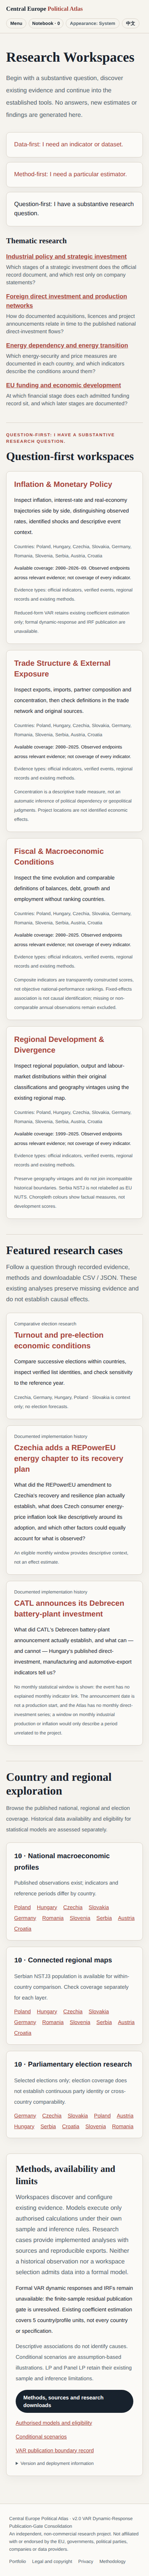 Central Europe Political Atlas
Menu Notebook · 0 Appearance: System 中文
Research Workspaces
Begin with a substantive question, discover
existing evidence and continue into the
established tools. No answers, new estimates or
findings are generated here.
Data-first: I need an indicator or dataset.
Method-first: I need a particular estimator.
Question-first: I have a substantive research
question.
Thematic research
Industrial policy and strategic investment
Which stages of a strategic investment does the official
record document, and which rest only on company
statements?
Foreign direct investment and production
networks
How do documented acquisitions, licences and project
announcements relate in time to the published national
direct-investment flows?
Energy dependency and energy transition
Which energy-security and price measures are
documented in each country, and which indicators
describe the conditions around them?
EU funding and economic development
At which financial stage does each admitted funding
record sit, and which later stages are documented?
QUESTION-FIRST: I HAVE A SUBSTANTIVE
RESEARCH QUESTION.
Question-first workspaces
Inflation & Monetary Policy
Inspect inflation, interest-rate and real-economy
trajectories side by side, distinguishing observed
rates, identified shocks and descriptive event
context.
Countries: Poland, Hungary, Czechia, Slovakia, Germany,
Romania, Slovenia, Serbia, Austria, Croatia
Available coverage: 2000–2026-09. Observed endpoints
across relevant evidence; not coverage of every indicator.
Evidence types: official indicators, verified events, regional
records and existing methods.
Reduced-form VAR retains existing coefficient estimation
only; formal dynamic-response and IRF publication are
unavailable.
Trade Structure & External
Exposure
Inspect exports, imports, partner composition and
concentration, then check definitions in the trade
network and original sources.
Countries: Poland, Hungary, Czechia, Slovakia, Germany,
Romania, Slovenia, Serbia, Austria, Croatia
Available coverage: 2000–2025. Observed endpoints
across relevant evidence; not coverage of every indicator.
Evidence types: official indicators, verified events, regional
records and existing methods.
Concentration is a descriptive trade measure, not an
automatic inference of political dependency or geopolitical
judgments. Project locations are not identified economic
effects.
Fiscal & Macroeconomic
Conditions
Inspect the time evolution and comparable
definitions of balances, debt, growth and
employment without ranking countries.
Countries: Poland, Hungary, Czechia, Slovakia, Germany,
Romania, Slovenia, Serbia, Austria, Croatia
Available coverage: 2000–2025. Observed endpoints
across relevant evidence; not coverage of every indicator.
Evidence types: official indicators, verified events, regional
records and existing methods.
Composite indicators are transparently constructed scores,
not objective national-performance rankings. Fixed-effects
association is not causal identification; missing or non-
comparable annual observations remain excluded.
Regional Development &
Divergence
Inspect regional population, output and labour-
market distributions within their original
classifications and geography vintages using the
existing regional map.
Countries: Poland, Hungary, Czechia, Slovakia, Germany,
Romania, Slovenia, Serbia, Austria, Croatia
Available coverage: 1990–2025. Observed endpoints
across relevant evidence; not coverage of every indicator.
Evidence types: official indicators, verified events, regional
records and existing methods.
Preserve geography vintages and do not join incompatible
historical boundaries. Serbia NSTJ is not relabelled as EU
NUTS. Choropleth colours show factual measures, not
development scores.
Featured research cases
Follow a question through recorded evidence,
methods and downloadable CSV / JSON. These
existing analyses preserve missing evidence and
do not establish causal effects.
Comparative election research
Turnout and pre-election
economic conditions
Compare successive elections within countries,
inspect verified list identities, and check sensitivity
to the reference year.
Czechia, Germany, Hungary, Poland · Slovakia is context
only; no election forecasts.
Documented implementation history
Czechia adds a REPowerEU
energy chapter to its recovery
plan
What did the REPowerEU amendment to
Czechia's recovery and resilience plan actually
establish, what does Czech consumer energy-
price inflation look like descriptively around its
adoption, and which other factors could equally
account for what is observed?
An eligible monthly window provides descriptive context,
not an effect estimate.
Documented implementation history
CATL announces its Debrecen
battery-plant investment
What did CATL's Debrecen battery-plant
announcement actually establish, and what can —
and cannot — Hungary's published direct-
investment, manufacturing and automotive-export
indicators tell us?
No monthly statistical window is shown: the event has no
explained monthly indicator link. The announcement date is
not a production start, and the Atlas has no monthly direct-
investment series; a window on monthly industrial
production or inflation would only describe a period
unrelated to the project.
Country and regional
exploration
Browse the published national, regional and election
coverage. Historical data availability and eligibility for
statistical models are assessed separately.
10 · National macroeconomic
profiles
Published observations exist; indicators and
reference periods differ by country.
Poland Hungary Czechia Slovakia
Germany Romania Slovenia Serbia Austria
Croatia
10 · Connected regional maps
Serbian NSTJ3 population is available for within-
country comparison. Check coverage separately
for each layer.
Poland Hungary Czechia Slovakia
Germany Romania Slovenia Serbia Austria
Croatia
10 · Parliamentary election research
Selected elections only; election coverage does
not establish continuous party identity or cross-
country comparability.
Germany Czechia Slovakia Poland Austria
Hungary Serbia Croatia Slovenia Romania
Methods, availability and
limits
Workspaces discover and configure
existing evidence. Models execute only
authorised calculations under their own
sample and inference rules. Research
cases provide implemented analyses with
sources and reproducible exports. Neither
a historical observation nor a workspace
selection admits data into a formal model.
Formal VAR dynamic responses and IRFs remain
unavailable: the finite-sample residual publication
gate is unresolved. Existing coefficient estimation
covers 5 country/profile units, not every country
or specification.
Descriptive associations do not identify causes.
Conditional scenarios are assumption-based
illustrations. LP and Panel LP retain their existing
sample and inference limitations.
Methods, sources and research
downloads
Authorised models and eligibility
Conditional scenarios
VAR publication boundary record
▸ Version and deployment information
Central Europe Political Atlas · v2.0 VAR Dynamic-Response
Publication-Gate Consolidation
An independent, non-commercial research project. Not affiliated
with or endorsed by the EU, governments, political parties,
companies or data providers.
Portfolio Legal and copyright Privacy Methodology